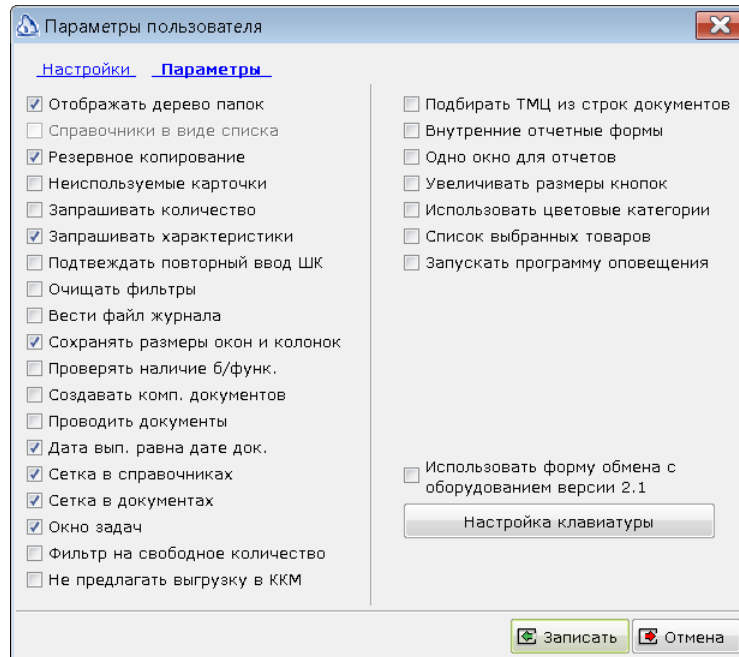 Параметры пользователя
Настройки Параметры
Отображать дерево папок
Справочники в виде списка
Резервное копирование
Неиспользуемые карточки
Запрашивать количество
Запрашивать характеристики
Подтвеждать повторный ввод ШК
Очищать фильтры
Вести файл журнала
Сохранять размеры окон и колонок
Проверять наличие б/функ.
Создавать комп. документов
Проводить документы
Дата вып. равна дате док.
Сетка в справочниках
Сетка в документах
Окно задач
Фильтр на свободное количество
Не предлагать выгрузку в ККМ
Подбирать ТМЦ из строк документов
Внутренние отчетные формы
Одно окно для отчетов
Увеличивать размеры кнопок
Использовать цветовые категории
Список выбранных товаров
Запускать программу оповещения
Использовать форму обмена с
оборудованием версии 2.1
Настройка клавиатуры
Записать Отмена